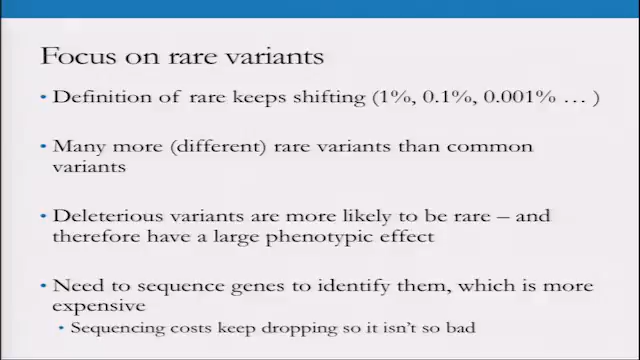 Focus on rare variants
• Definition of rare keeps shifting (1%, 0.1%, 0.001% … )
• Many more (different) rare variants than common
variants
• Deleterious variants are more likely to be rare – and
therefore have a large phenotypic effect
• Need to sequence genes to identify them, which is more
expensive
• Sequencing costs keep dropping so it isn't so bad